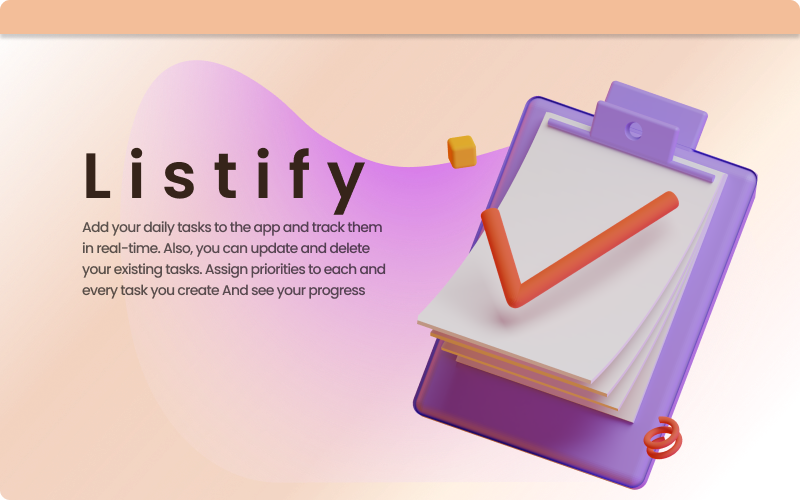 Listify
Add your daily tasks to the app and track them
in real-time. Also, you can update and delete
your existing tasks. Assign priorities to each and
every task you create And see your progress